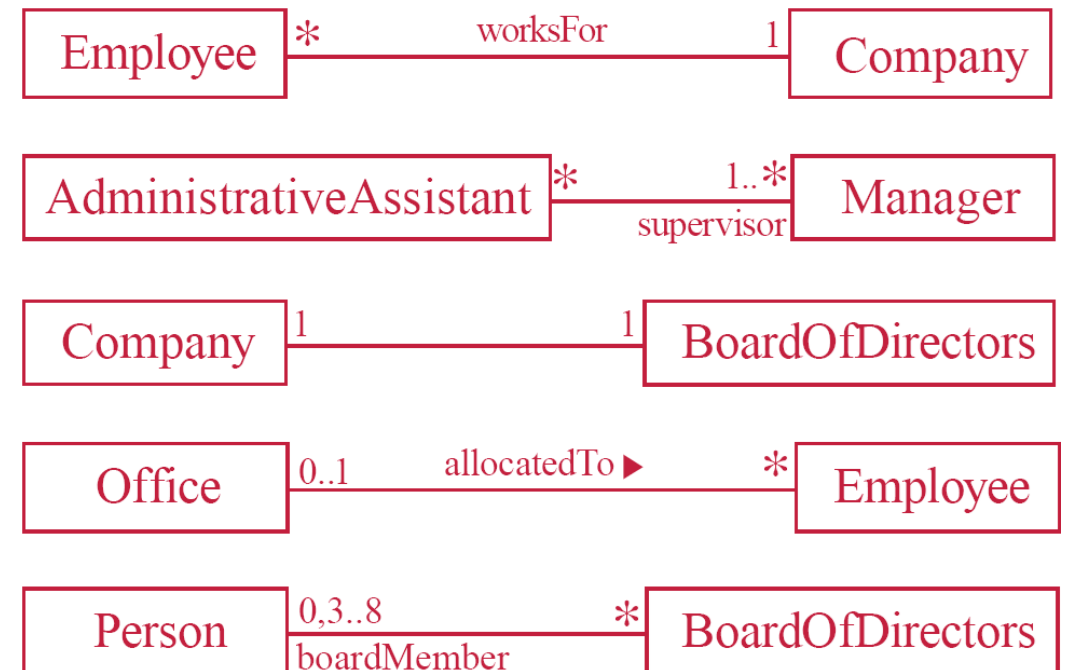 Employee * worksFor 1 Company
AdministrativeAssistant * 1..* Manager
supervisor
Company 1 1 BoardOfDirectors
Office 0..1 allocatedTo ▶ * Employee
Person 0,3..8 * BoardOfDirectors
boardMember